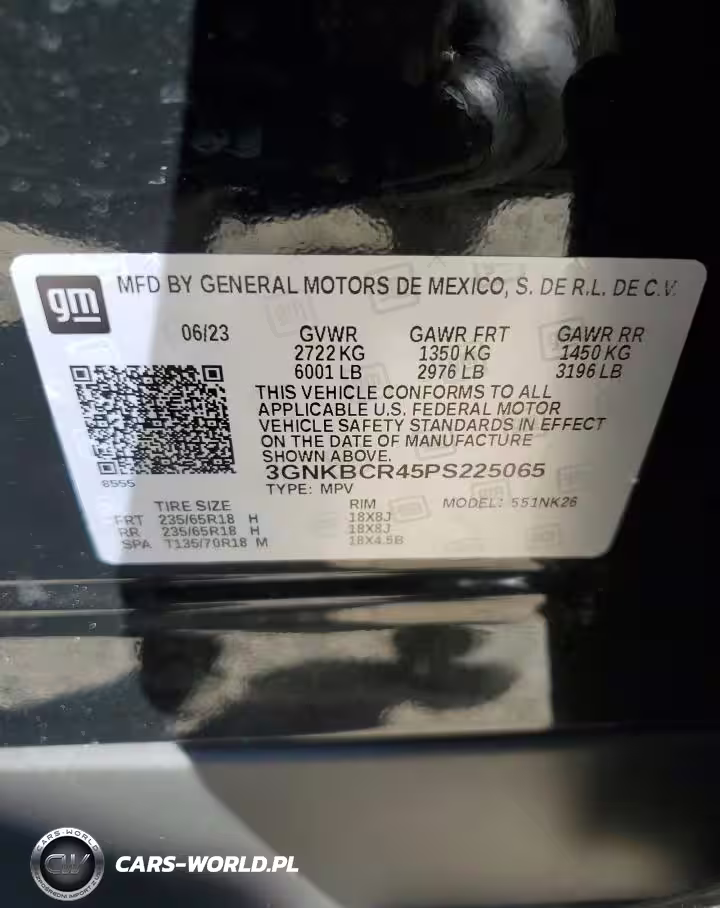 gm MFD BY GENERAL MOTORS DE MEXICO, S. DE R.L. DE C.V.
06/23 GVWR GAWR FRT GAWR RR
2722 KG 1350 KG 1450 KG
6001 LB 2976 LB 3196 LB
THIS VEHICLE CONFORMS TO ALL
APPLICABLE U.S. FEDERAL MOTOR
VEHICLE SAFETY STANDARDS IN EFFECT
ON THE DATE OF MANUFACTURE
SHOWN ABOVE.
3GNKBCR45PS225065
8555 TYPE: MPV MODEL: 551NK26
TIRE SIZE RIM
FRT 235/65R18 H 18X8J
RR 235/65R18 H 18X8J
SPA T135/70R18 M 18X4.5B
CARS-WORLD
CW
CARS-WORLD.PL